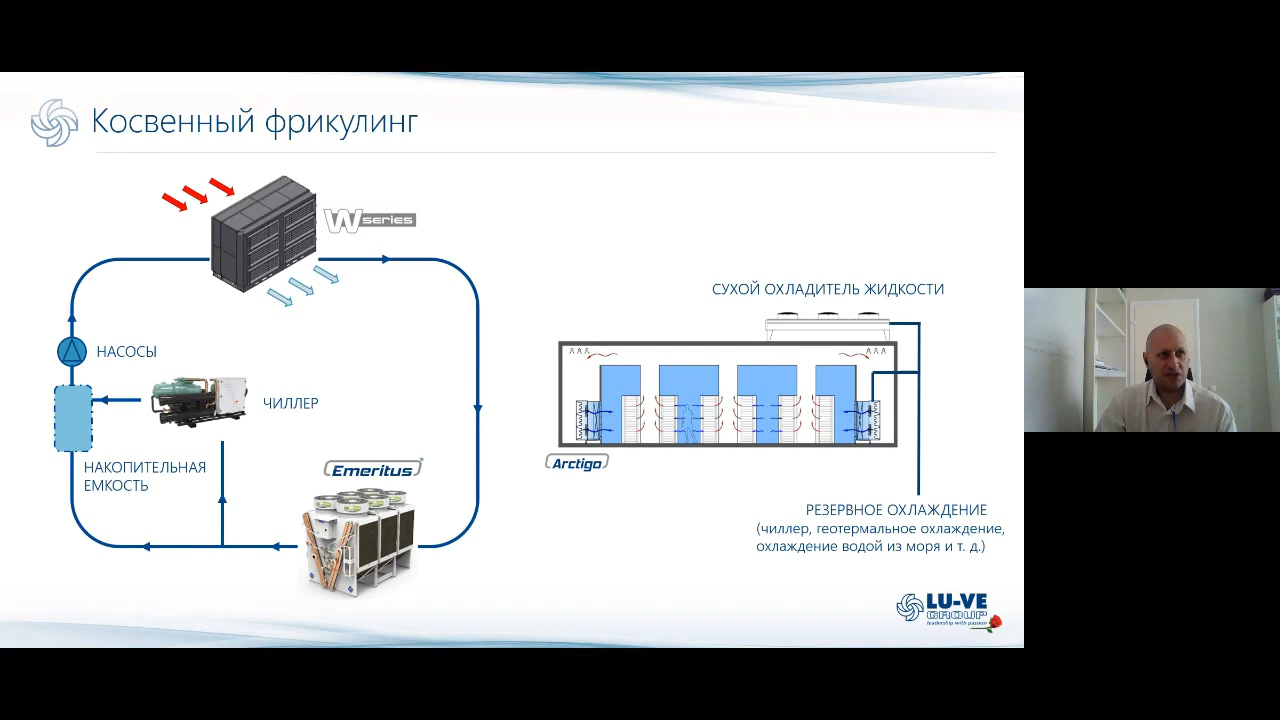 Косвенный фрикулинг
W series
СУХОЙ ОХЛАДИТЕЛЬ ЖИДКОСТИ
НАСОСЫ
ЧИЛЛЕР
НАКОПИТЕЛЬНАЯ
ЕМКОСТЬ
Emeritus®
Arctigo
РЕЗЕРВНОЕ ОХЛАЖДЕНИЕ
(чиллер, геотермальное охлаждение,
охлаждение водой из моря и т. д.)
LU-VE
GROUP
leadership with passion